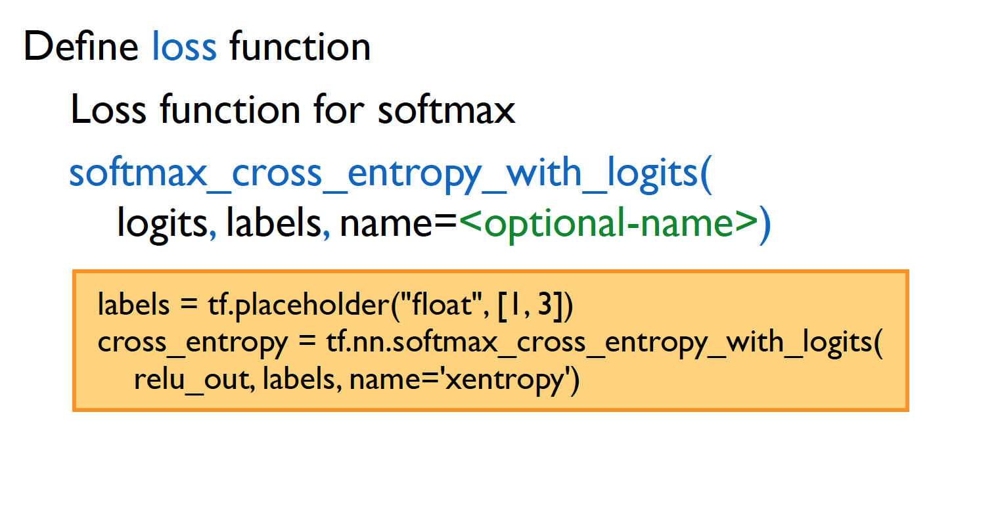 Define loss function
Loss function for softmax
softmax_cross_entropy_with_logits(
logits, labels, name=<optional-name>)
labels = tf.placeholder("float", [1, 3])
cross_entropy = tf.nn.softmax_cross_entropy_with_logits(
relu_out, labels, name='xentropy')